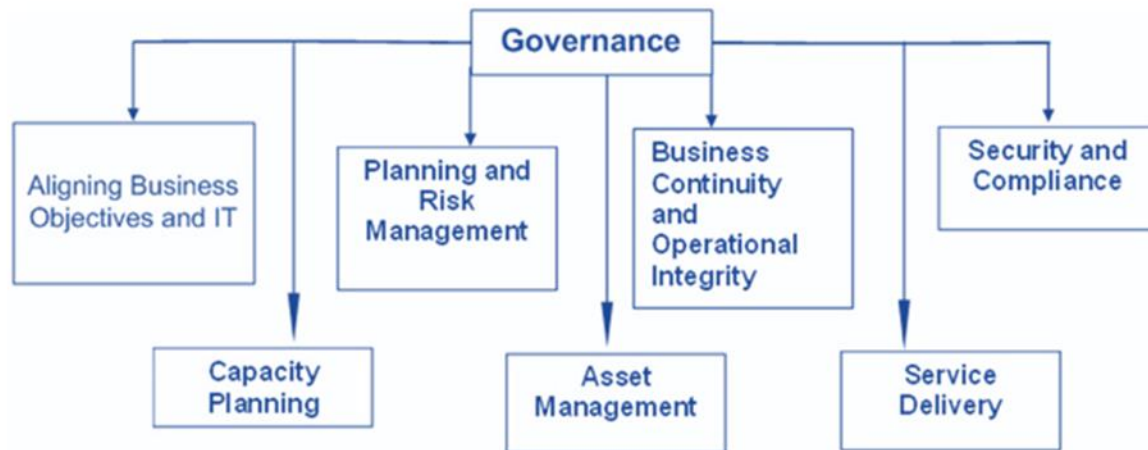 Governance
Aligning Business
Objectives and IT
Planning and
Risk
Management
Business
Continuity
and
Operational
Integrity
Security and
Compliance
Capacity
Planning
Asset
Management
Service
Delivery